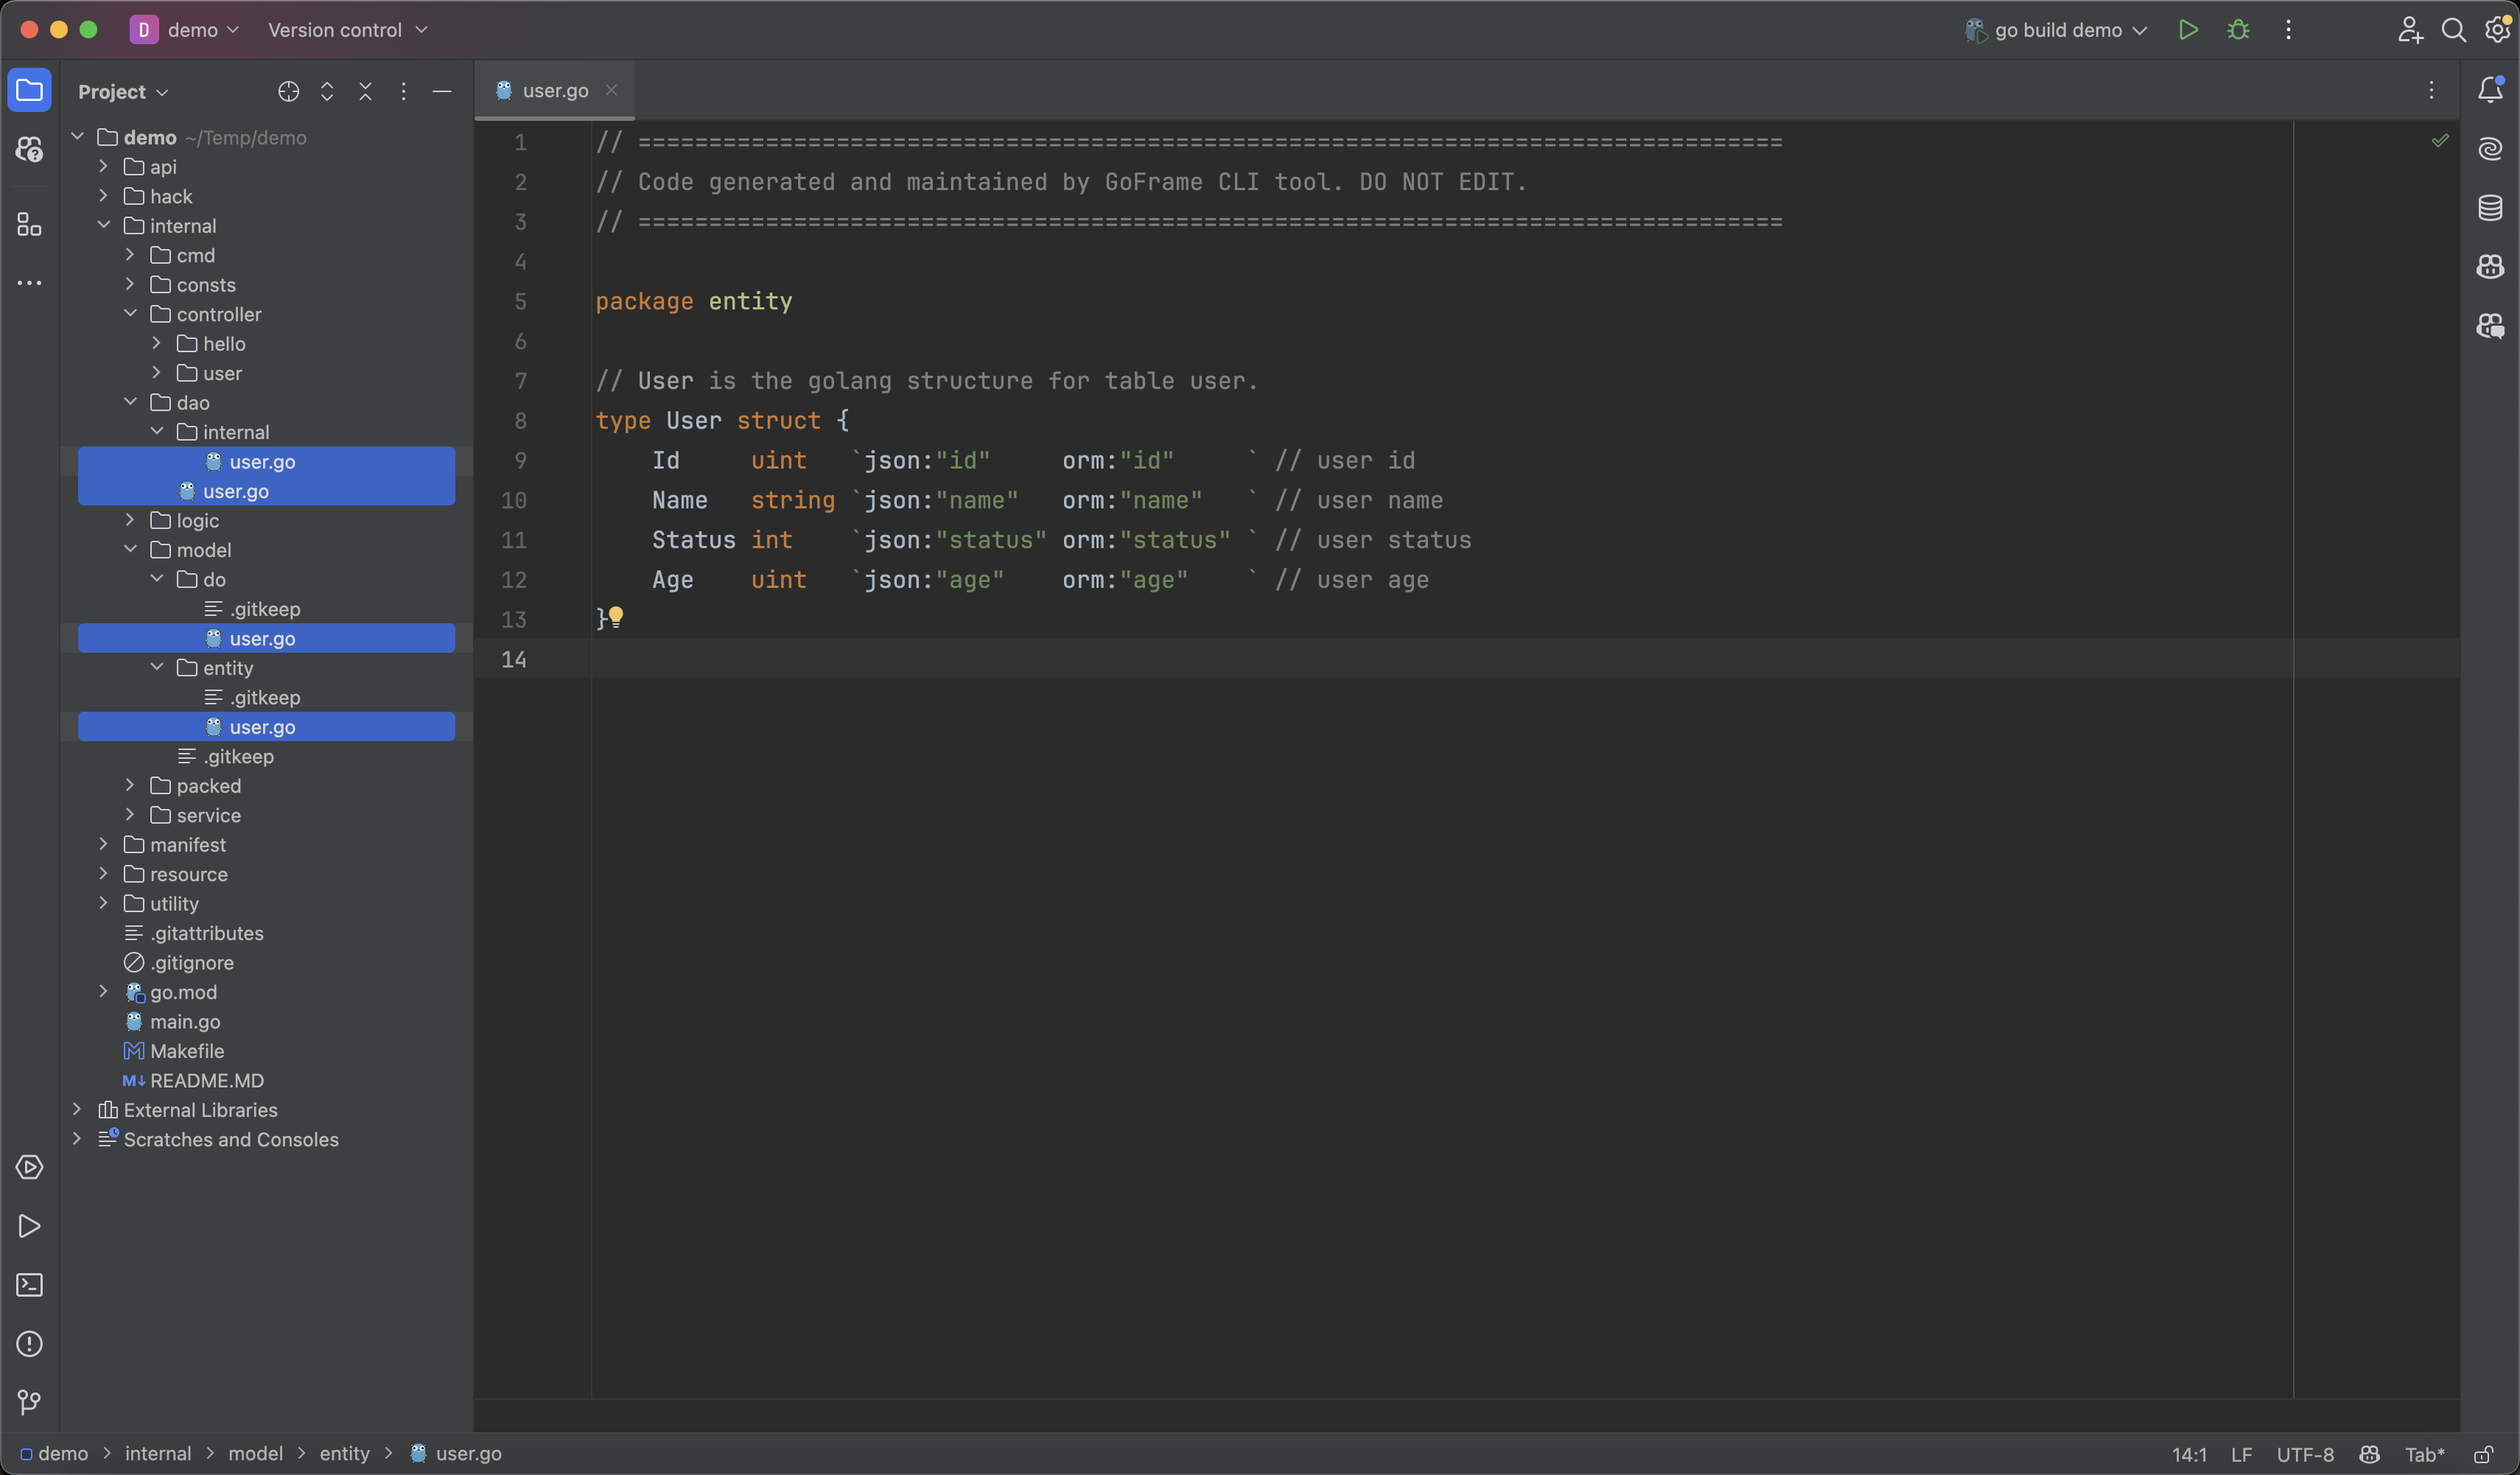 D demo Version control go build demo
Project
user.go
demo ~/Temp/demo
api
hack
internal
cmd
consts
controller
hello
user
dao
internal
user.go
user.go
logic
model
do
.gitkeep
user.go
entity
.gitkeep
user.go
.gitkeep
packed
service
manifest
resource
utility
.gitattributes
.gitignore
go.mod
main.go
Makefile
M↓ README.MD
External Libraries
Scratches and Consoles
1 // =================================================================================
2 // Code generated and maintained by GoFrame CLI tool. DO NOT EDIT.
3 // =================================================================================
4
5 package entity
6
7 // User is the golang structure for table user.
8 type User struct {
9     Id     uint   `json:"id"     orm:"id"     ` // user id
10     Name   string `json:"name"   orm:"name"   ` // user name
11     Status int    `json:"status" orm:"status" ` // user status
12     Age    uint   `json:"age"    orm:"age"    ` // user age
13 }
14
demo > internal > model > entity > user.go
14:1 LF UTF-8 Tab*